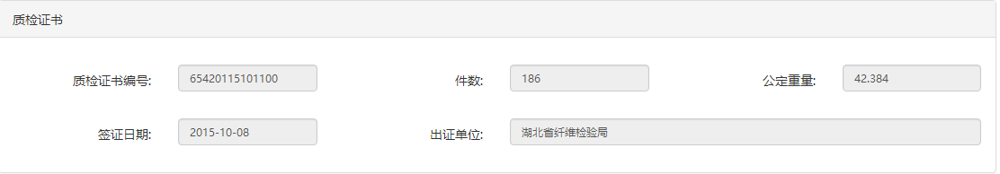 质检证书
质检证书编号: 65420115101100 件数: 186 公定重量: 42.384
签证日期: 2015-10-08 出证单位: 湖北省纤维检验局